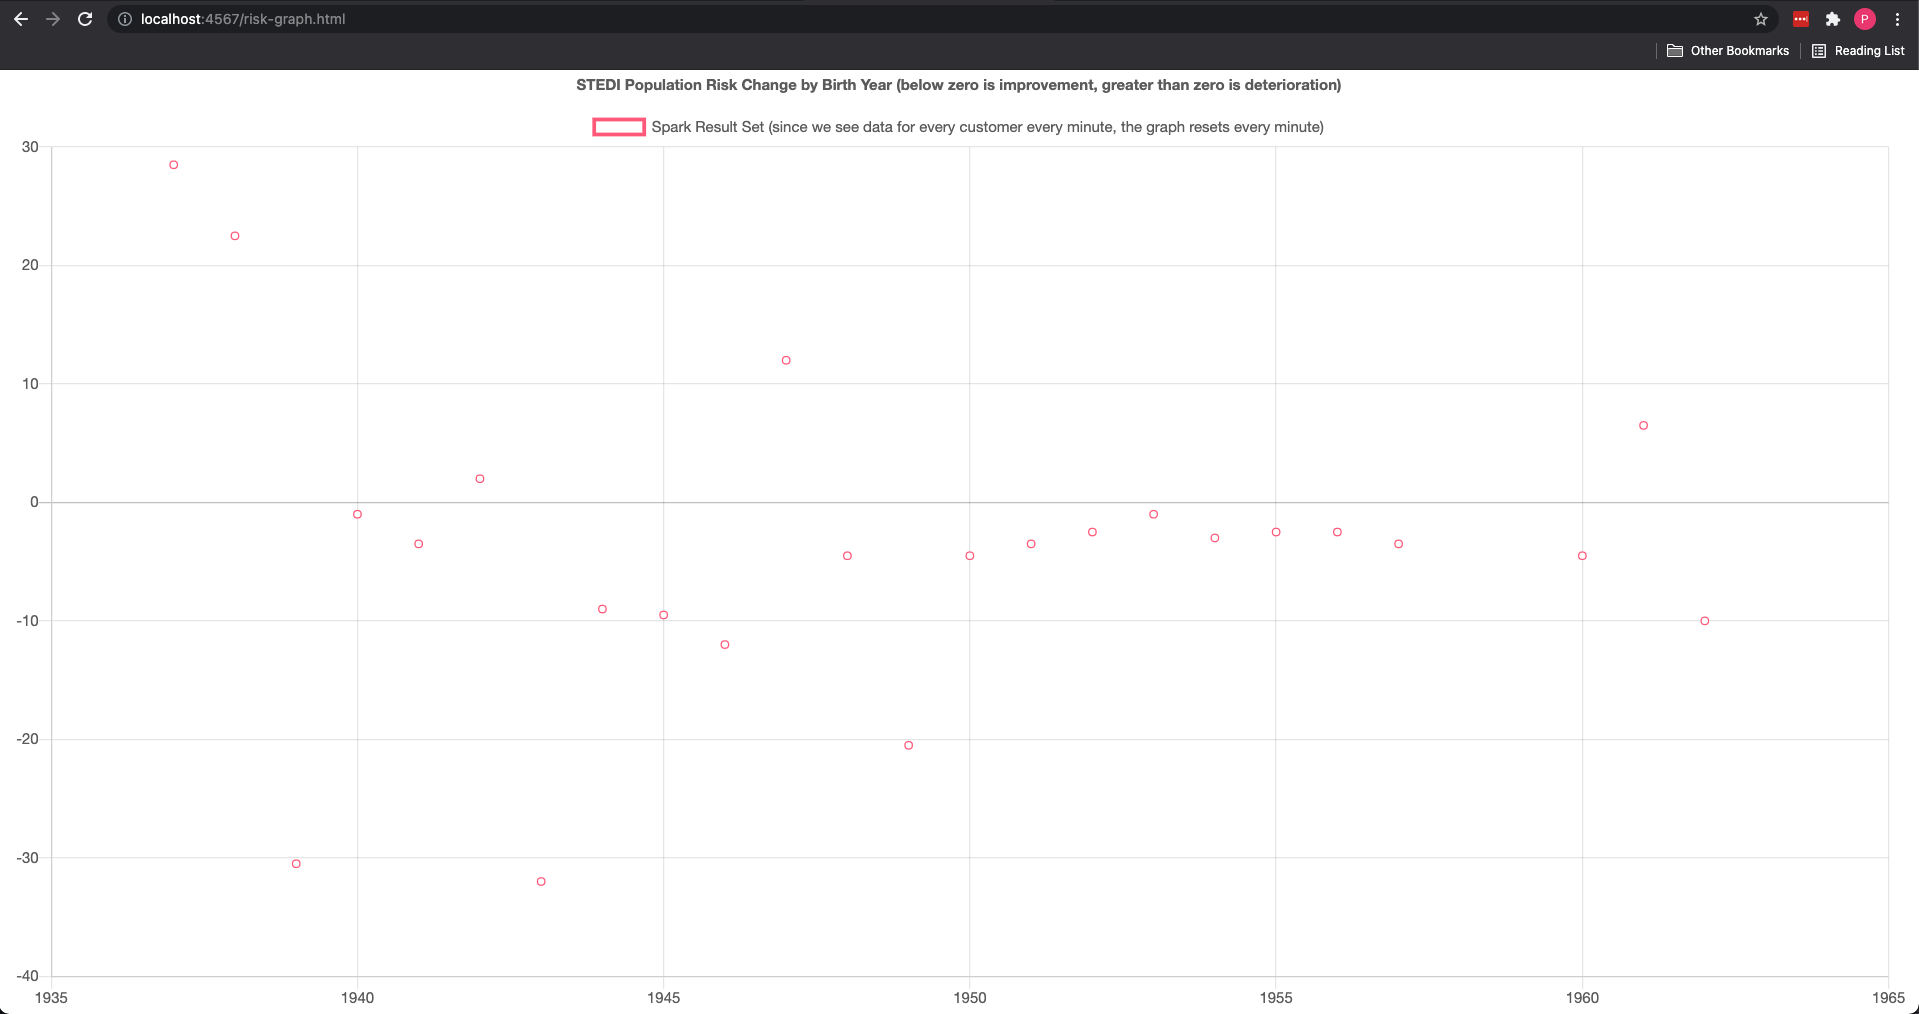 localhost:4567/risk-graph.html
P
Other Bookmarks
Reading List
STEDI Population Risk Change by Birth Year (below zero is improvement, greater than zero is deterioration)
Spark Result Set (since we see data for every customer every minute, the graph resets every minute)
30
20
10
0
-10
-20
-30
-40
1935 1940 1945 1950 1955 1960 1965